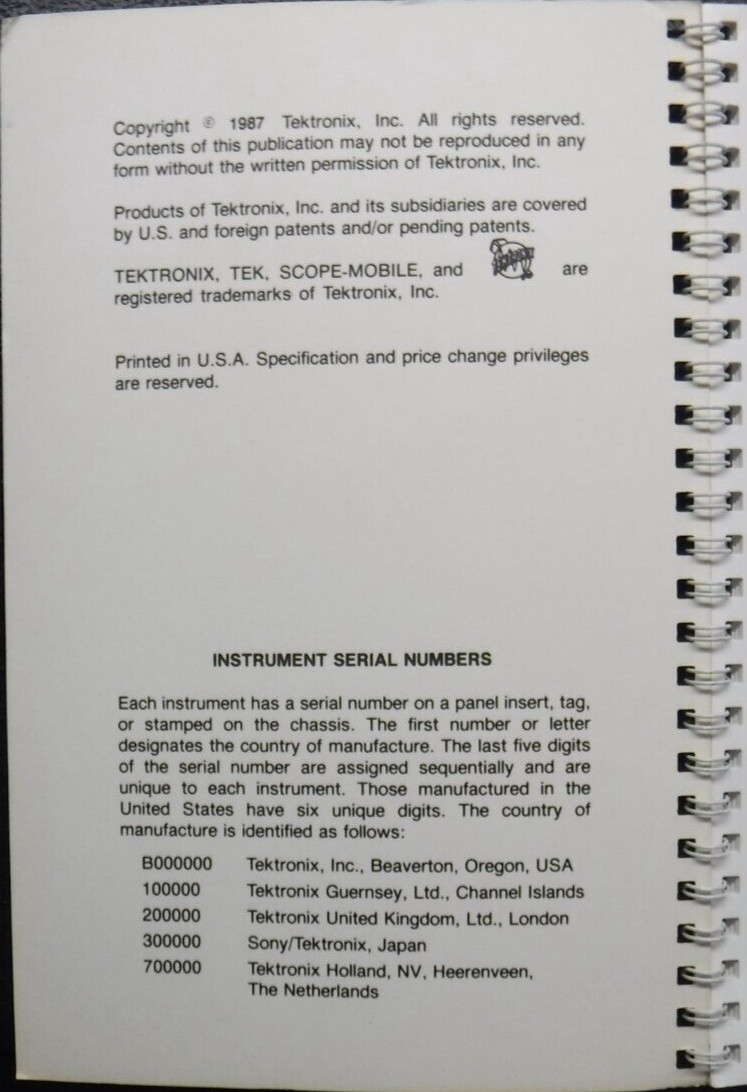 Copyright © 1987 Tektronix, Inc. All rights reserved.
Contents of this publication may not be reproduced in any
form without the written permission of Tektronix, Inc.
Products of Tektronix, Inc. and its subsidiaries are covered
by U.S. and foreign patents and/or pending patents.
TEKTRONIX, TEK, SCOPE-MOBILE, and are
registered trademarks of Tektronix, Inc.
Printed in U.S.A. Specification and price change privileges
are reserved.
INSTRUMENT SERIAL NUMBERS
Each instrument has a serial number on a panel insert, tag,
or stamped on the chassis. The first number or letter
designates the country of manufacture. The last five digits
of the serial number are assigned sequentially and are
unique to each instrument. Those manufactured in the
United States have six unique digits. The country of
manufacture is identified as follows:
B000000 Tektronix, Inc., Beaverton, Oregon, USA
100000 Tektronix Guernsey, Ltd., Channel Islands
200000 Tektronix United Kingdom, Ltd., London
300000 Sony/Tektronix, Japan
700000 Tektronix Holland, NV, Heerenveen,
The Netherlands